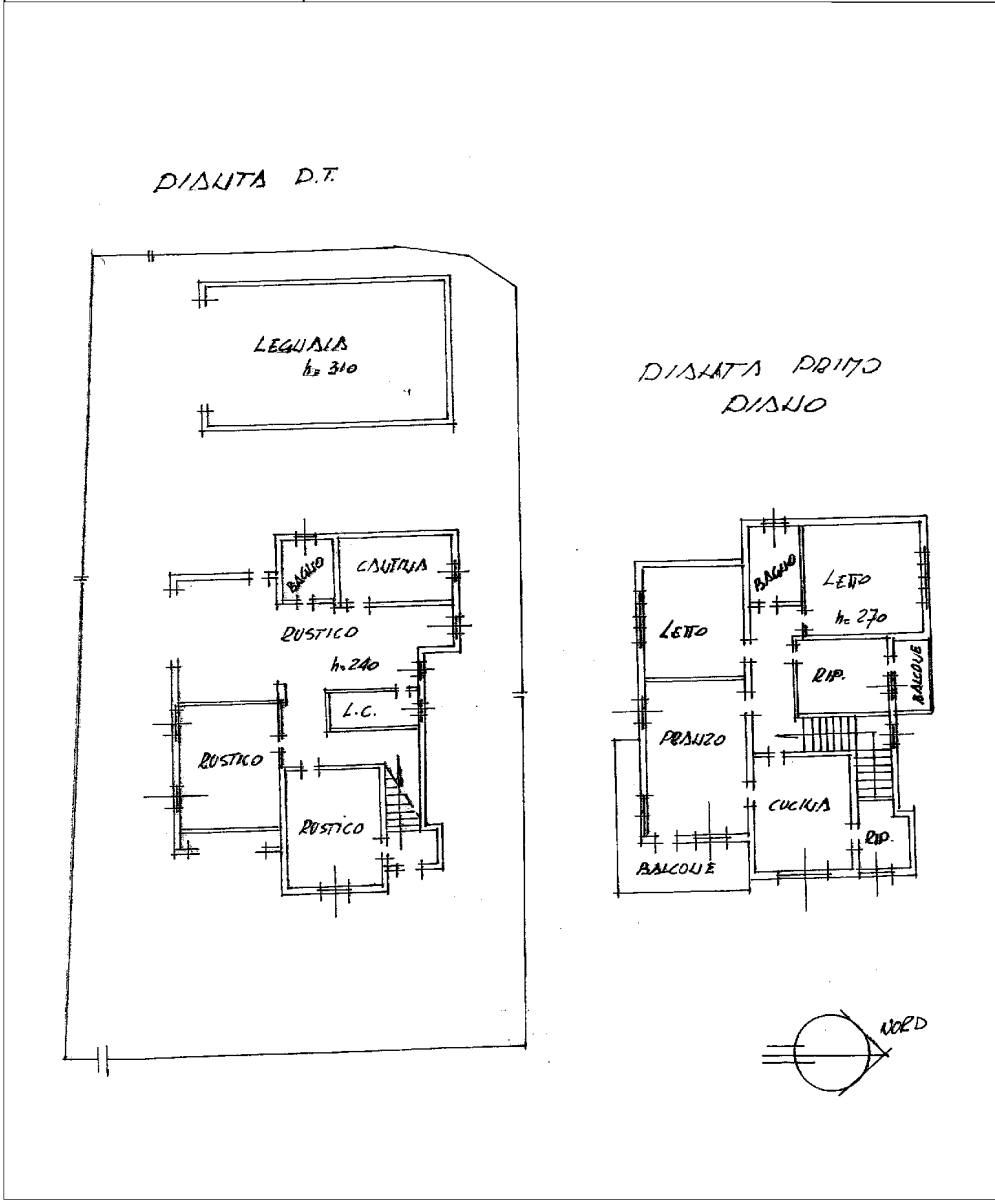 PIANTA P.T.
LEGNAIA
h= 310
PIANTA PRIMO
PIANO
BAGNO
CANTINA
RUSTICO
h=240
L.C.
RUSTICO
RUSTICO
BAGNO
LETTO
h=270
LETTO
RIP.
BALCONE
PRANZO
CUCINA
RIP.
BALCONE
NORD